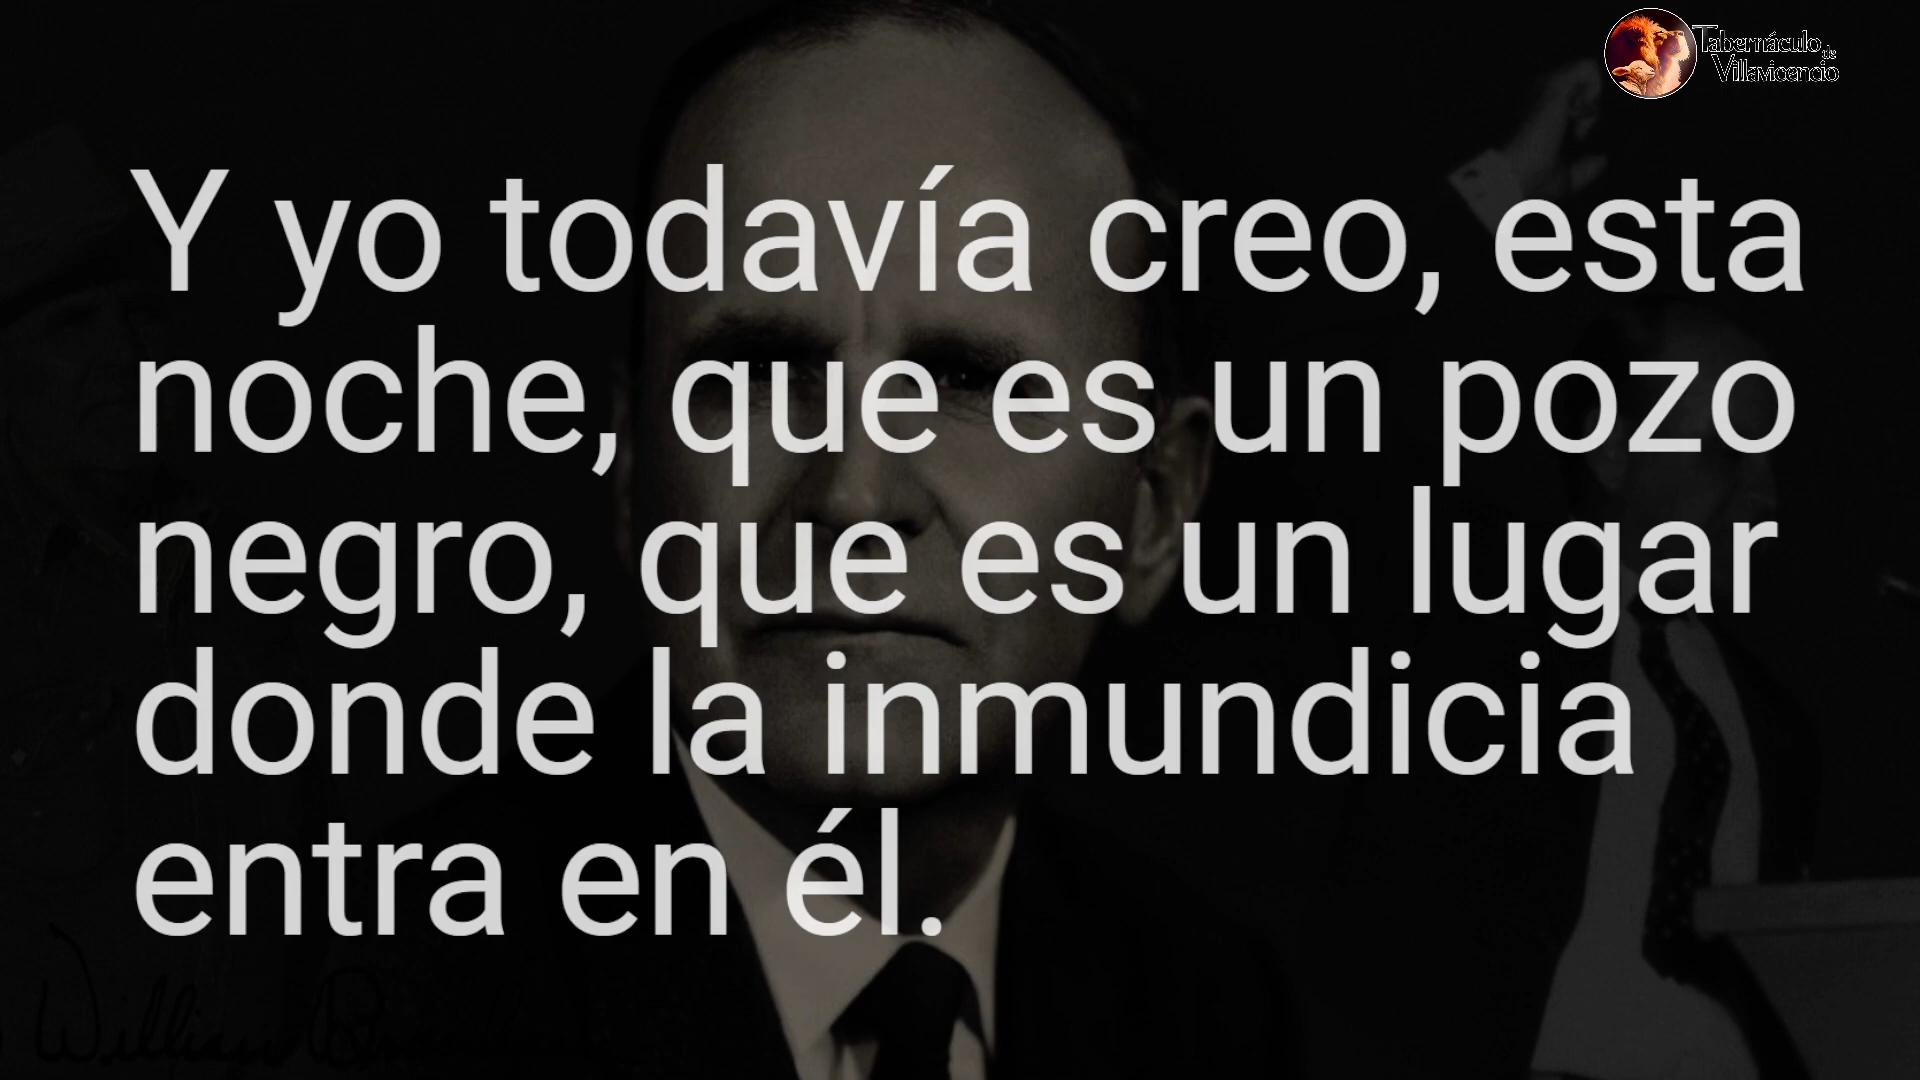 Tabernáculo
de
Villavicencio
Y yo todavía creo, esta
noche, que es un pozo
negro, que es un lugar
donde la inmundicia
entra en él.
William